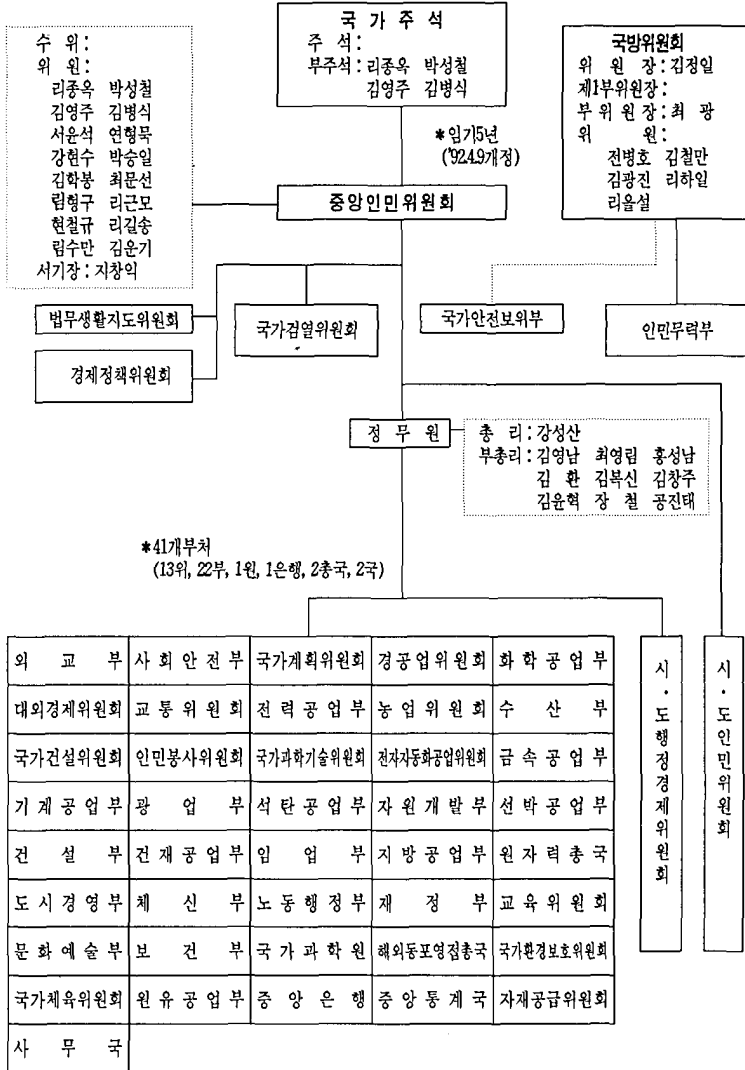 국가주석
주 석:
부주석:리종옥 박성철
김영주 김병식
수 위:
위 원:
리종옥 박성철
김영주 김병식
서윤석 연형묵
강현수 박승일
김학봉 최문선
림형구 리근모
현철규 리길송
림수만 김운기
서기장:지창익
국방위원회
위 원 장:김정일
제1부위원장:
부위원장:최 광
위 원:
전병호 김철만
김광진 리하일
리을설
*임기5년
('92.4.9개정)
중앙인민위원회
법무생활지도위원회
국가검열위원회
국가안전보위부
인민무력부
경제정책위원회
정 무 원
총 리:강성산
부총리:김영남 최영림 홍성남
김 환 김복신 김창주
김윤혁 장 철 공진태
*41개부처
(13위, 22부, 1원, 1은행, 2총국, 2국)
외 교 부 사회안전부 국가계획위원회 경공업위원회 화학공업부
대외경제위원회 교통위원회 전력공업부 농업위원회 수 산 부
국가건설위원회 인민봉사위원회 국가과학기술위원회 전자자동화공업위원회 금속공업부
기계공업부 광 업 부 석탄공업부 자원개발부 선박공업부
건 설 부 건재공업부 임 업 부 지방공업부 원자력총국
도시경영부 체 신 부 노동행정부 재 정 부 교육위원회
문화예술부 보 건 부 국가과학원 해외동포영접총국 국가환경보호위원회
국가체육위원회 원유공업부 중앙은행 중앙통계국 자재공급위원회
사 무 국
시·도행정경제위원회
시·도인민위원회